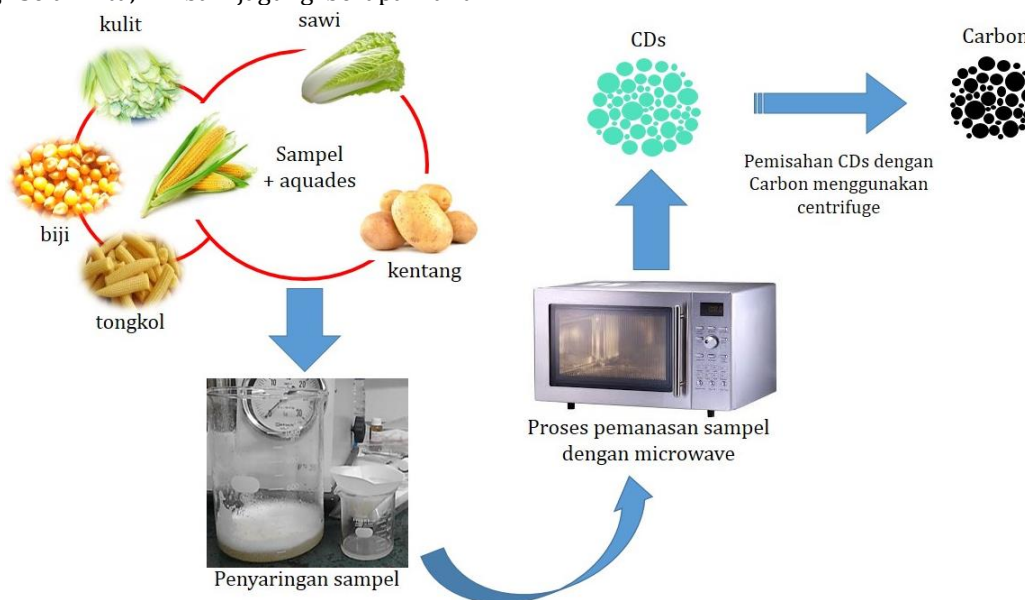 kulit
sawi
Sampel
+ aquades
biji
kentang
tongkol
Penyaringan sampel
Proses pemanasan sampel
dengan microwave
CDs
Pemisahan CDs dengan
Carbon menggunakan
centrifuge
Carbon